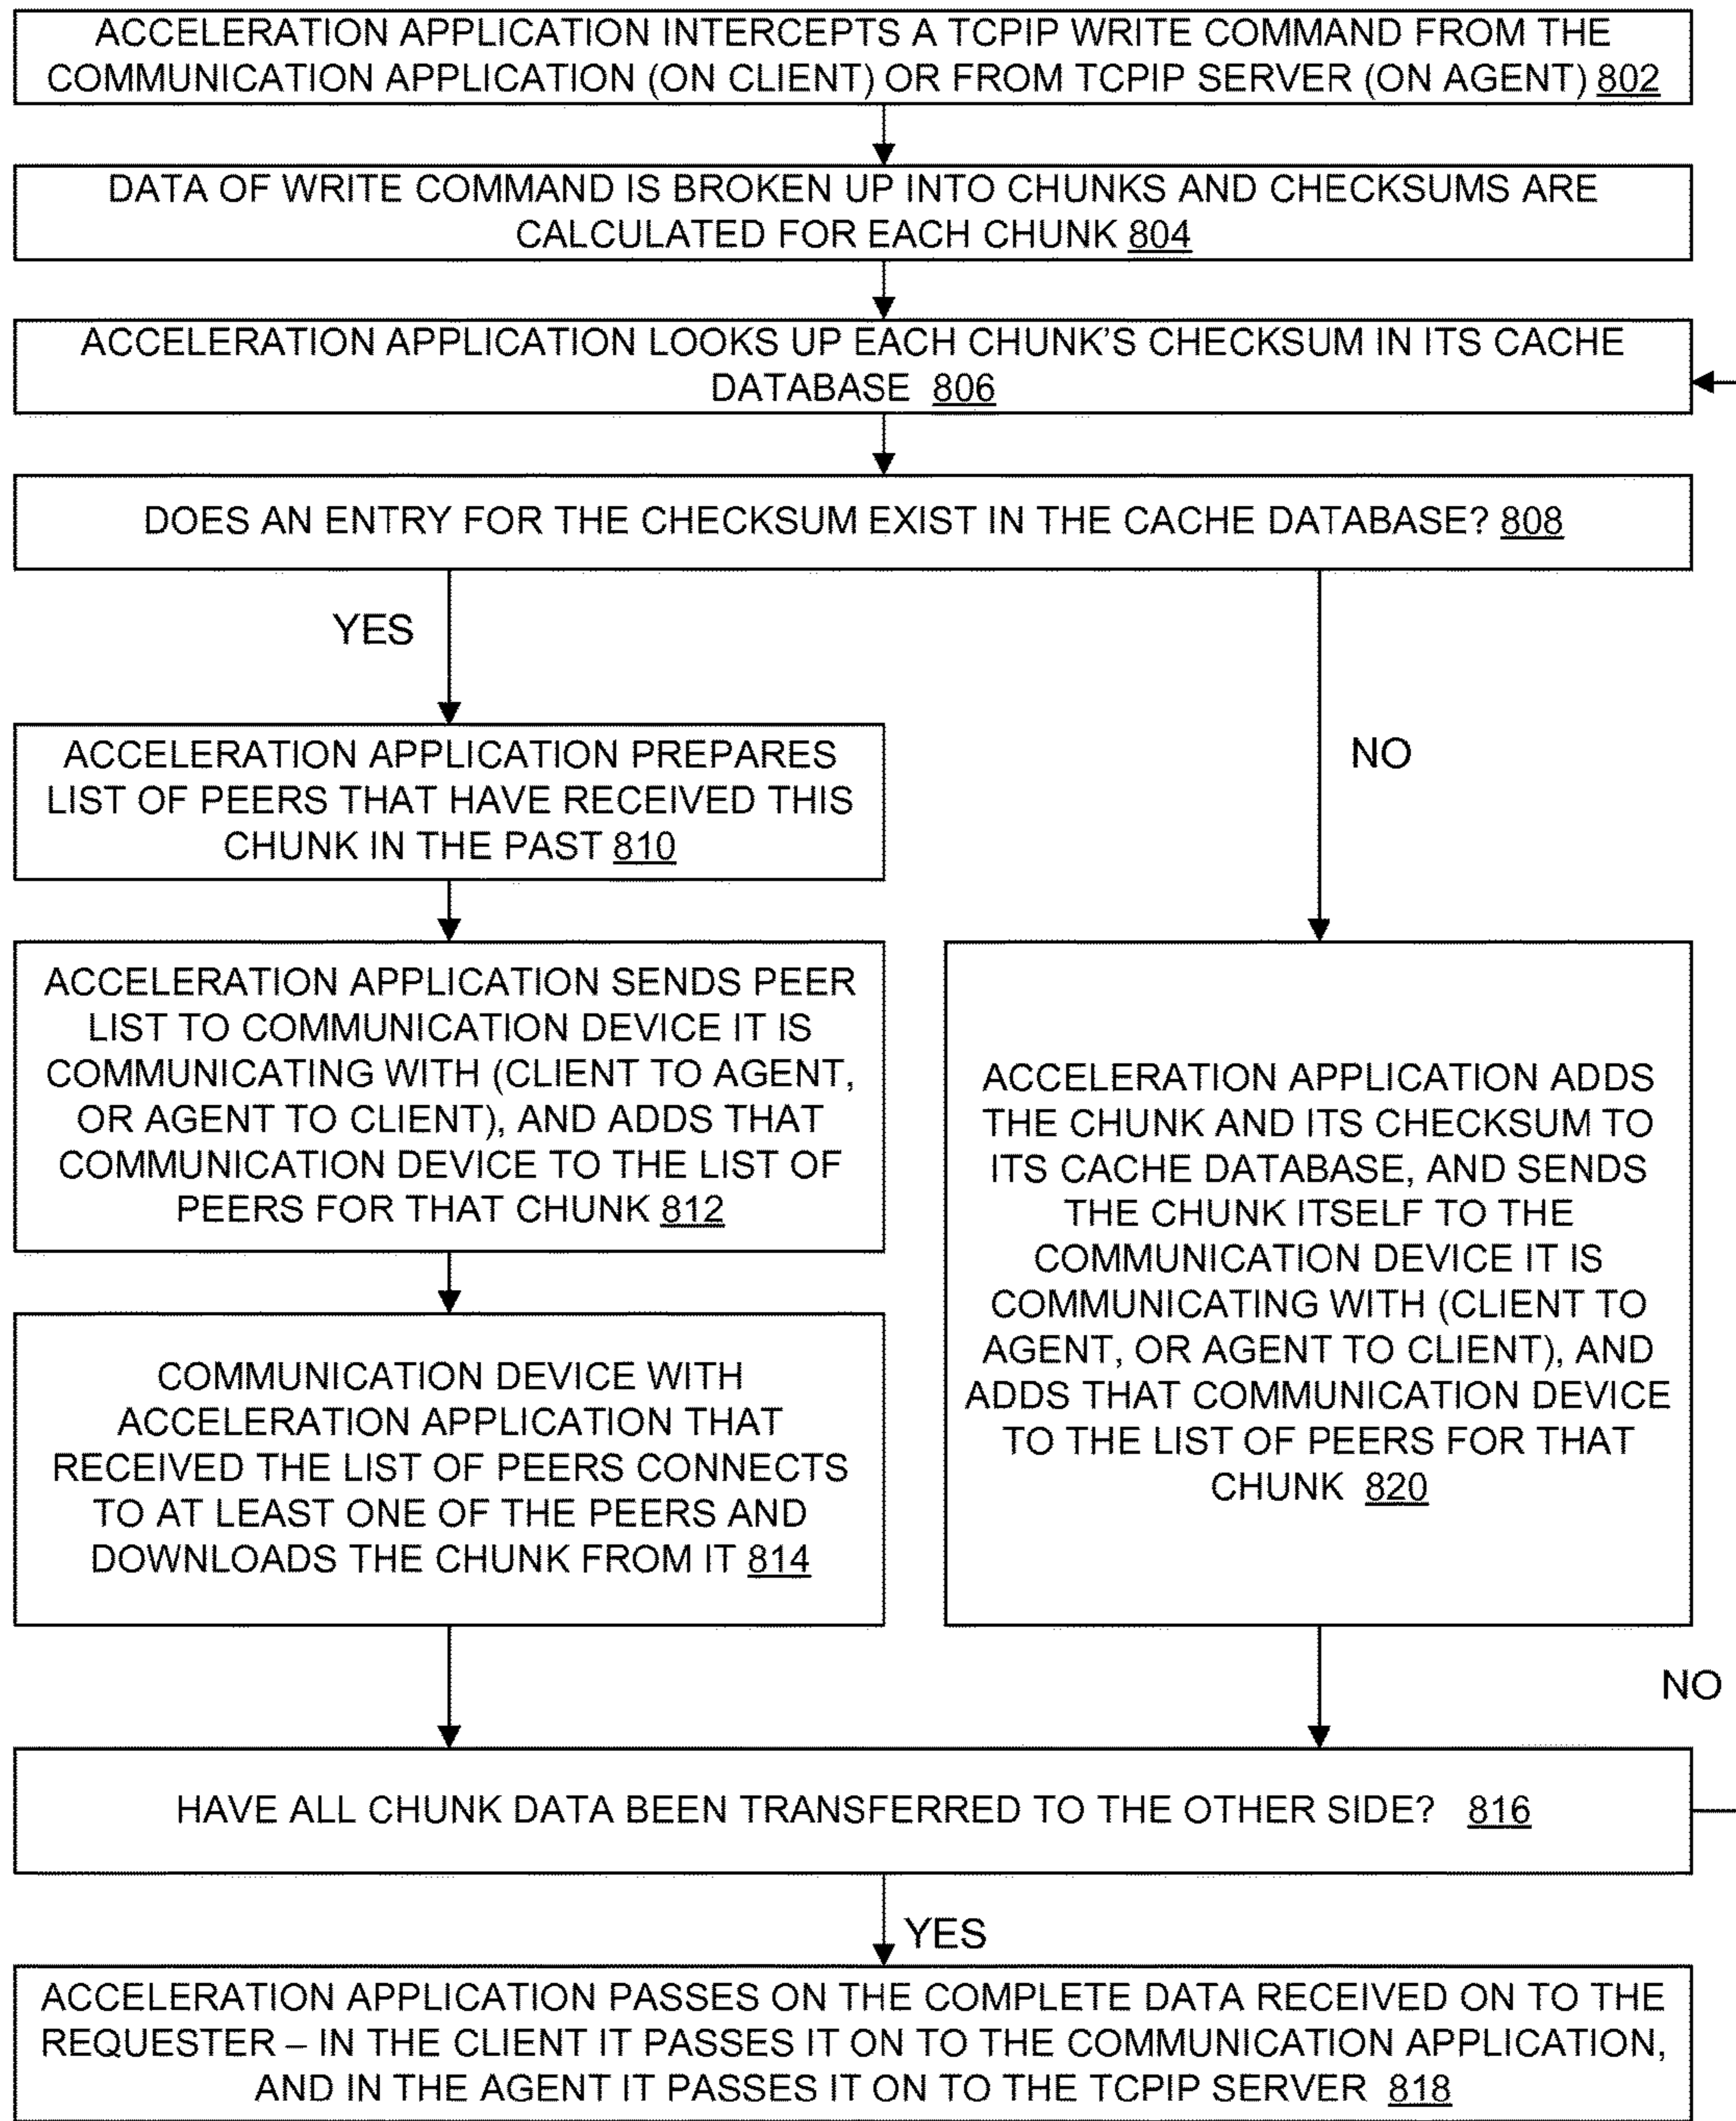 ACCELERATION APPLICATION INTERCEPTS A TCPIP WRITE COMMAND FROM THE
COMMUNICATION APPLICATION (ON CLIENT) OR FROM TCPIP SERVER (ON AGENT) 802
DATA OF WRITE COMMAND IS BROKEN UP INTO CHUNKS AND CHECKSUMS ARE
CALCULATED FOR EACH CHUNK 804
ACCELERATION APPLICATION LOOKS UP EACH CHUNK’S CHECKSUM IN ITS CACHE
DATABASE 806
DOES AN ENTRY FOR THE CHECKSUM EXIST IN THE CACHE DATABASE? 808
YES
ACCELERATION APPLICATION PREPARES
LIST OF PEERS THAT HAVE RECEIVED THIS
CHUNK IN THE PAST 810
NO
ACCELERATION APPLICATION SENDS PEER
LIST TO COMMUNICATION DEVICE IT IS
COMMUNICATING WITH (CLIENT TO AGENT,
OR AGENT TO CLIENT), AND ADDS THAT
COMMUNICATION DEVICE TO THE LIST OF
PEERS FOR THAT CHUNK 812
COMMUNICATION DEVICE WITH
ACCELERATION APPLICATION THAT
RECEIVED THE LIST OF PEERS CONNECTS
TO AT LEAST ONE OF THE PEERS AND
DOWNLOADS THE CHUNK FROM IT 814
ACCELERATION APPLICATION ADDS
THE CHUNK AND ITS CHECKSUM TO
ITS CACHE DATABASE, AND SENDS
THE CHUNK ITSELF TO THE
COMMUNICATION DEVICE IT IS
COMMUNICATING WITH (CLIENT TO
AGENT, OR AGENT TO CLIENT), AND
ADDS THAT COMMUNICATION DEVICE
TO THE LIST OF PEERS FOR THAT
CHUNK 820
NO
HAVE ALL CHUNK DATA BEEN TRANSFERRED TO THE OTHER SIDE? 816
YES
ACCELERATION APPLICATION PASSES ON THE COMPLETE DATA RECEIVED ON TO THE
REQUESTER – IN THE CLIENT IT PASSES IT ON TO THE COMMUNICATION APPLICATION,
AND IN THE AGENT IT PASSES IT ON TO THE TCPIP SERVER 818